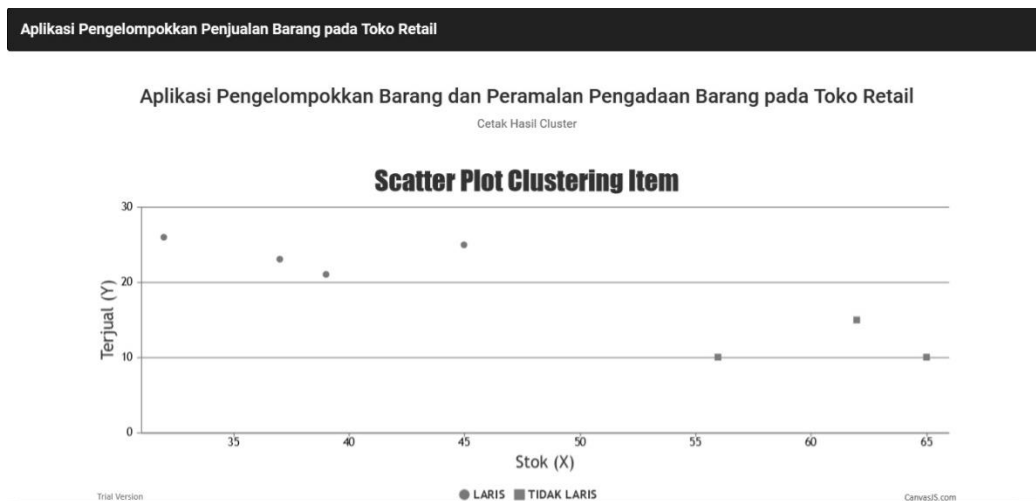 Aplikasi Pengelompokkan Penjualan Barang pada Toko Retail
Aplikasi Pengelompokkan Barang dan Peramalan Pengadaan Barang pada Toko Retail
Cetak Hasil Cluster
Scatter Plot Clustering Item
30
20
10
0
Terjual (Y)
35 40 45 50 55 60 65
Stok (X)
LARIS TIDAK LARIS
Trial Version CanvasJS.com